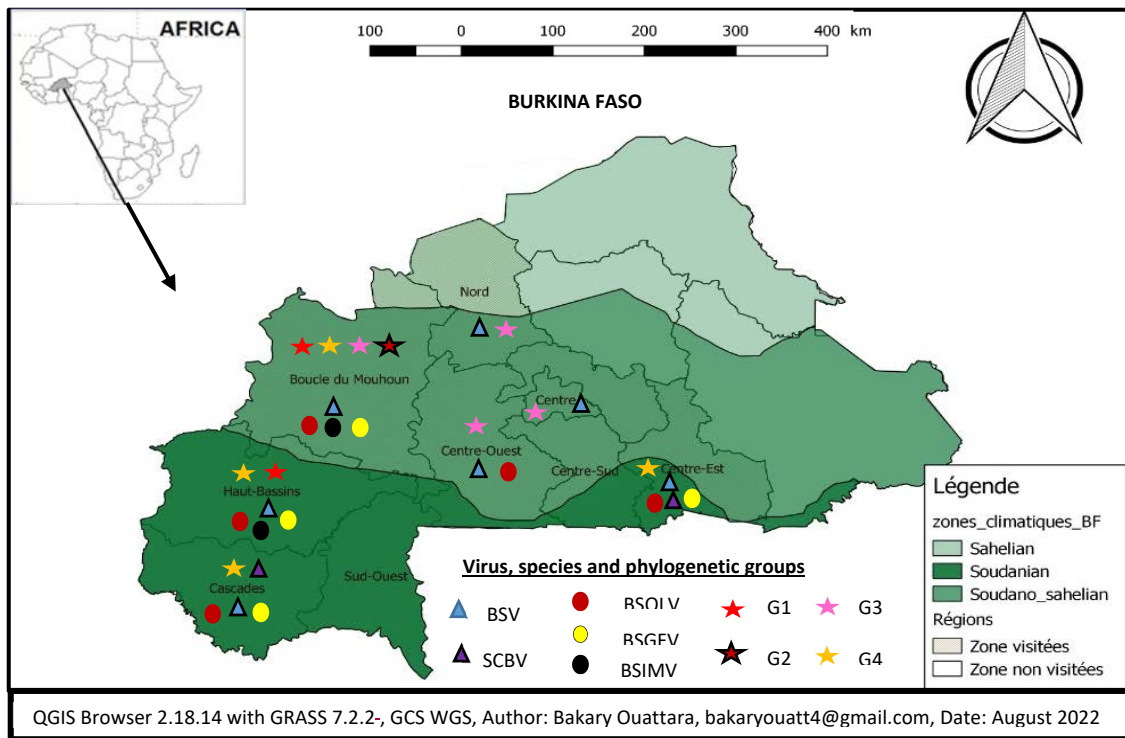 AFRICA
100 0 100 200 300 400 km
BURKINA FASO
Nord
Boucle du Mouhoun
Centre
Centre-Ouest
Centre-Sud
Centre-Est
Haut-Bassins
Cascades
Sud-Ouest
Légende
zones_climatiques_BF
Sahelian
Soudanian
Soudano_sahelian
Régions
Zone visitées
Zone non visitées
Virus, species and phylogenetic groups
BSV
BSOLV
G1
G3
SCBV
BSGFV
BSIMV
G2
G4
QGIS Browser 2.18.14 with GRASS 7.2.2-, GCS WGS, Author: Bakary Ouattara, bakaryouatt4@gmail.com, Date: August 2022